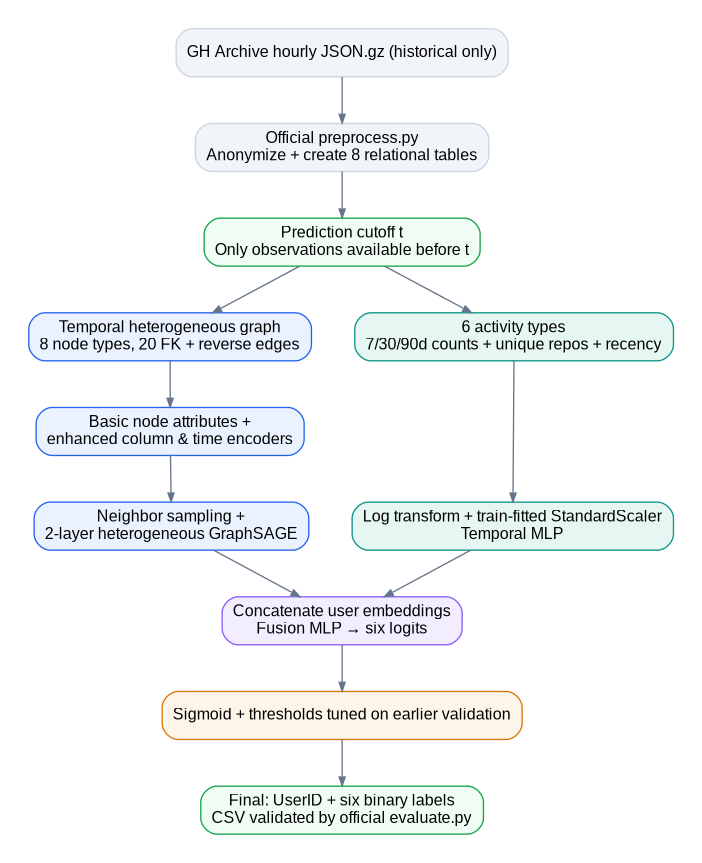 GH Archive hourly JSON.gz (historical only)
Official preprocess.py
Anonymize + create 8 relational tables
Prediction cutoff t
Only observations available before t
Temporal heterogeneous graph
8 node types, 20 FK + reverse edges
6 activity types
7/30/90d counts + unique repos + recency
Basic node attributes +
enhanced column & time encoders
Neighbor sampling +
2-layer heterogeneous GraphSAGE
Log transform + train-fitted StandardScaler
Temporal MLP
Concatenate user embeddings
Fusion MLP → six logits
Sigmoid + thresholds tuned on earlier validation
Final: UserID + six binary labels
CSV validated by official evaluate.py